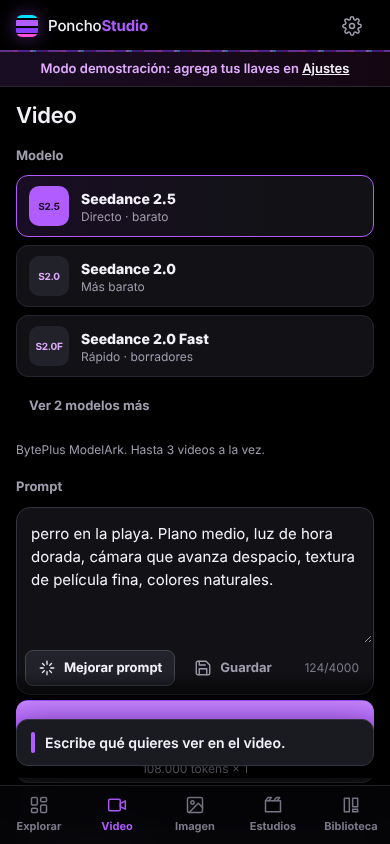 PonchoStudio
Modo demostración: agrega tus llaves en Ajustes
Video
Modelo
S2.5
Seedance 2.5
Directo · barato
S2.0
Seedance 2.0
Más barato
S2.0F
Seedance 2.0 Fast
Rápido · borradores
Ver 2 modelos más
BytePlus ModelArk. Hasta 3 videos a la vez.
Prompt
perro en la playa. Plano medio, luz de hora
dorada, cámara que avanza despacio, textura
de película fina, colores naturales.
Mejorar prompt
Guardar
124/4000
Escribe qué quieres ver en el video.
108.000 tokens × 1
Explorar
Video
Imagen
Estudios
Biblioteca